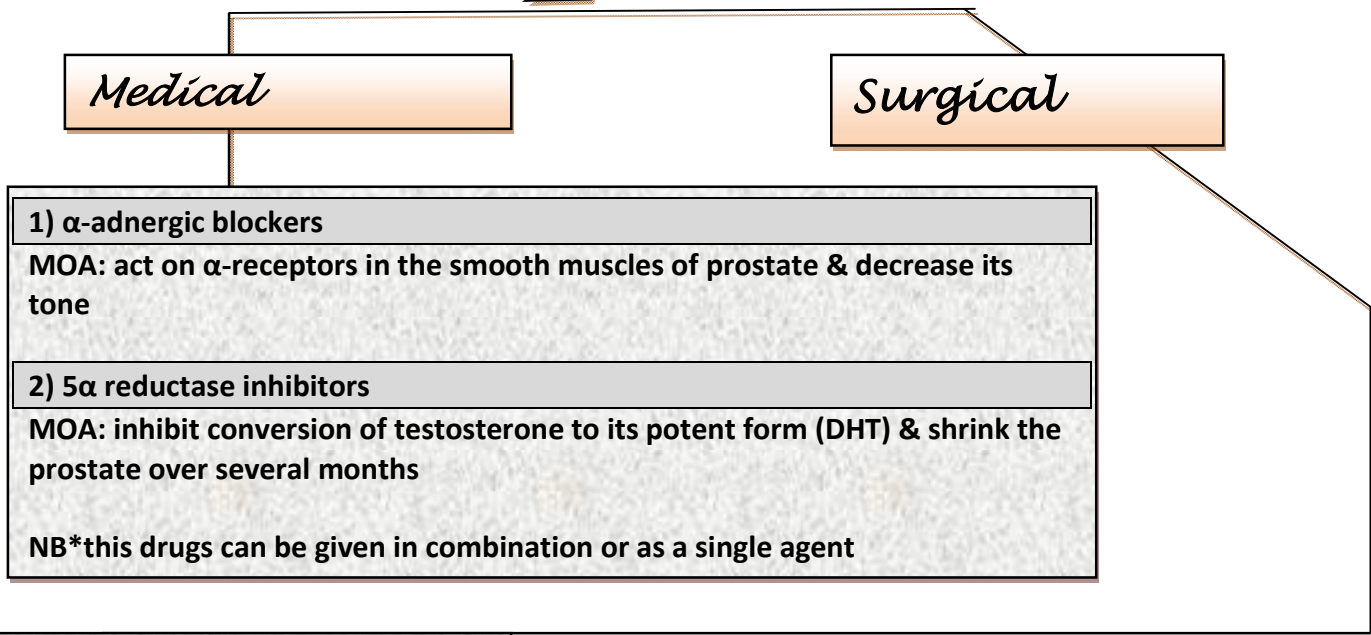 Medical
Surgical
1) α-adnergic blockers
MOA: act on α-receptors in the smooth muscles of prostate & decrease its
tone
2) 5α reductase inhibitors
MOA: inhibit conversion of testosterone to its potent form (DHT) & shrink the
prostate over several months
NB*this drugs can be given in combination or as a single agent